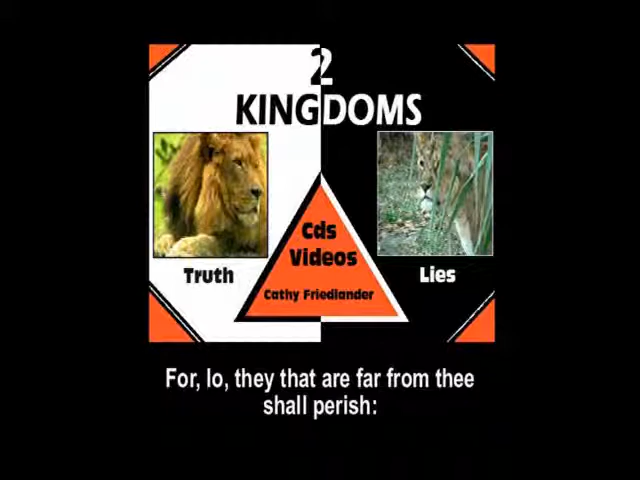 2
KINGDOMS
Cds
Videos
Truth
Lies
Cathy Friedlander
For, lo, they that are far from thee
shall perish: